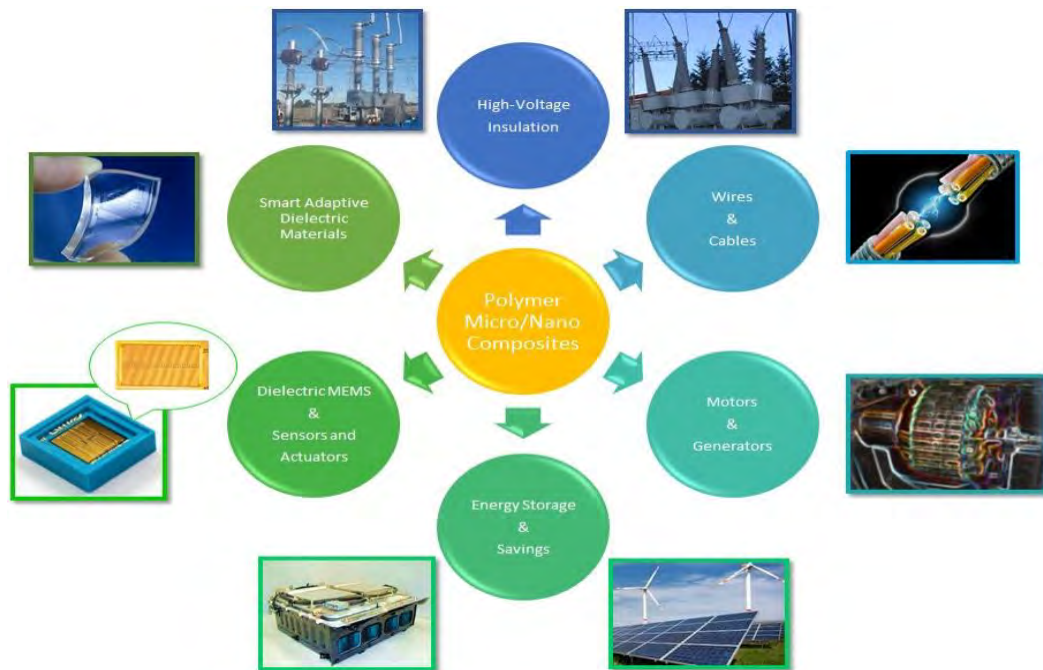 High-Voltage
Insulation
Smart Adaptive
Dielectric
Materials
Wires
&
Cables
Polymer
Micro/Nano
Composites
Dielectric MEMS
&
Sensors and
Actuators
Motors
&
Generators
Energy Storage
&
Savings